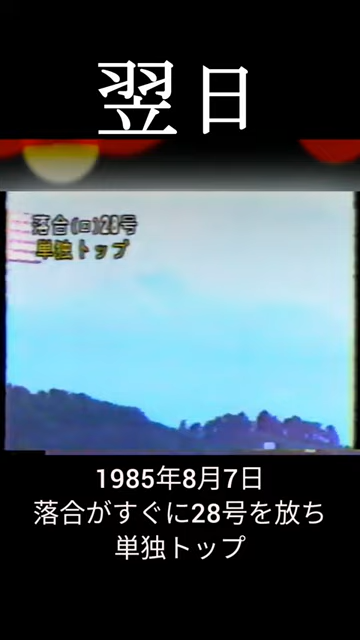 翌日
落合(ロ)28号
単独トップ
1985年8月7日
落合がすぐに28号を放ち
単独トップ